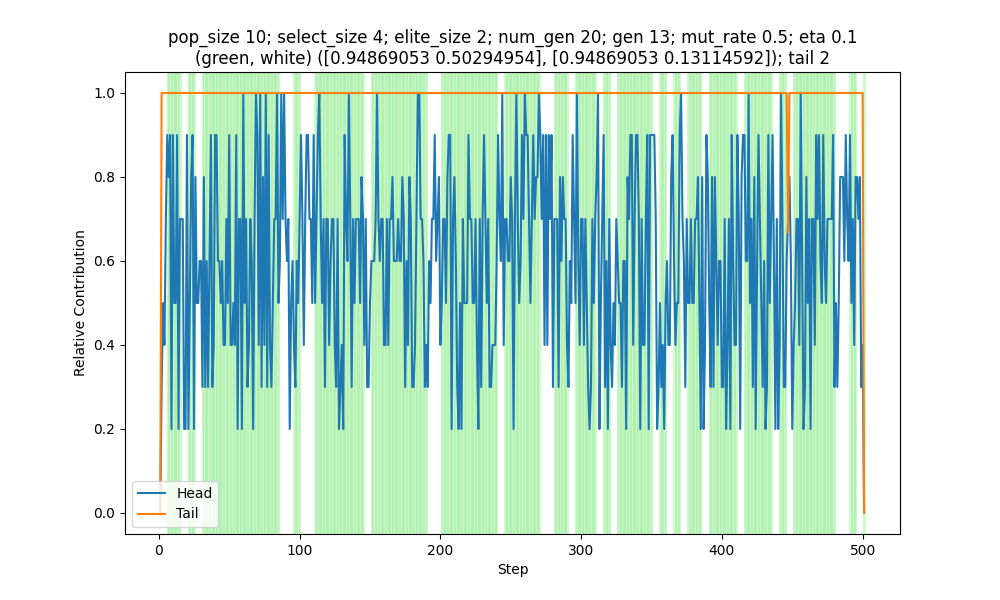 pop_size 10; select_size 4; elite_size 2; num_gen 20; gen 13; mut_rate 0.5; eta 0.1
(green, white) ([0.94869053 0.50294954], [0.94869053 0.13114592]); tail 2
1.0
0.8
0.6
0.4
0.2
0.0
Relative Contribution
Head
Tail
0
100
200
300
400
500
Step